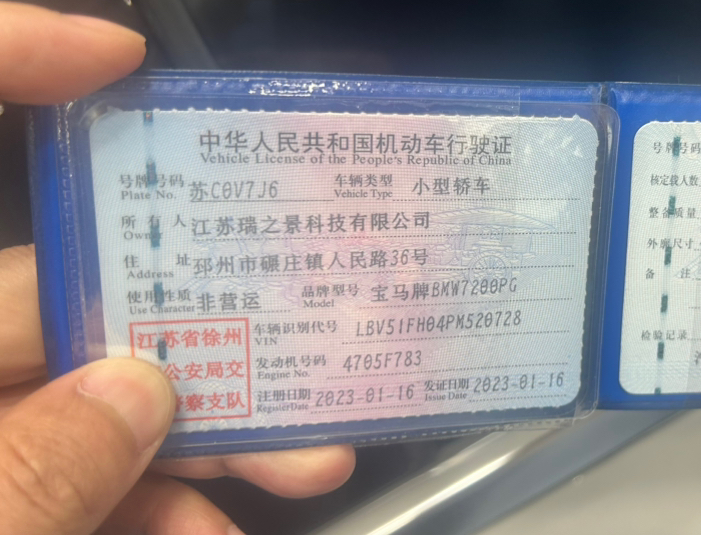 中华人民共和国机动车行驶证
Vehicle License of the People's Republic of China
号牌号码 苏C0V7J6 车辆类型 小型轿车
Plate No. Vehicle Type
所有人 江苏瑞之景科技有限公司
Owner
住址 邳州市碾庄镇人民路36号
Address
使用性质 非营运 品牌型号 宝马牌BMW7200PG
Use Character Model
江苏省徐州
公安局交
察支队
车辆识别代号 LBV51FH04PM520728
VIN
发动机号码 4705F783
Engine No.
注册日期 2023-01-16 发证日期 2023-01-16
Register Date Issue Date
号牌号码
核定载人数
整备质量
外廓尺寸
备注
检验记录